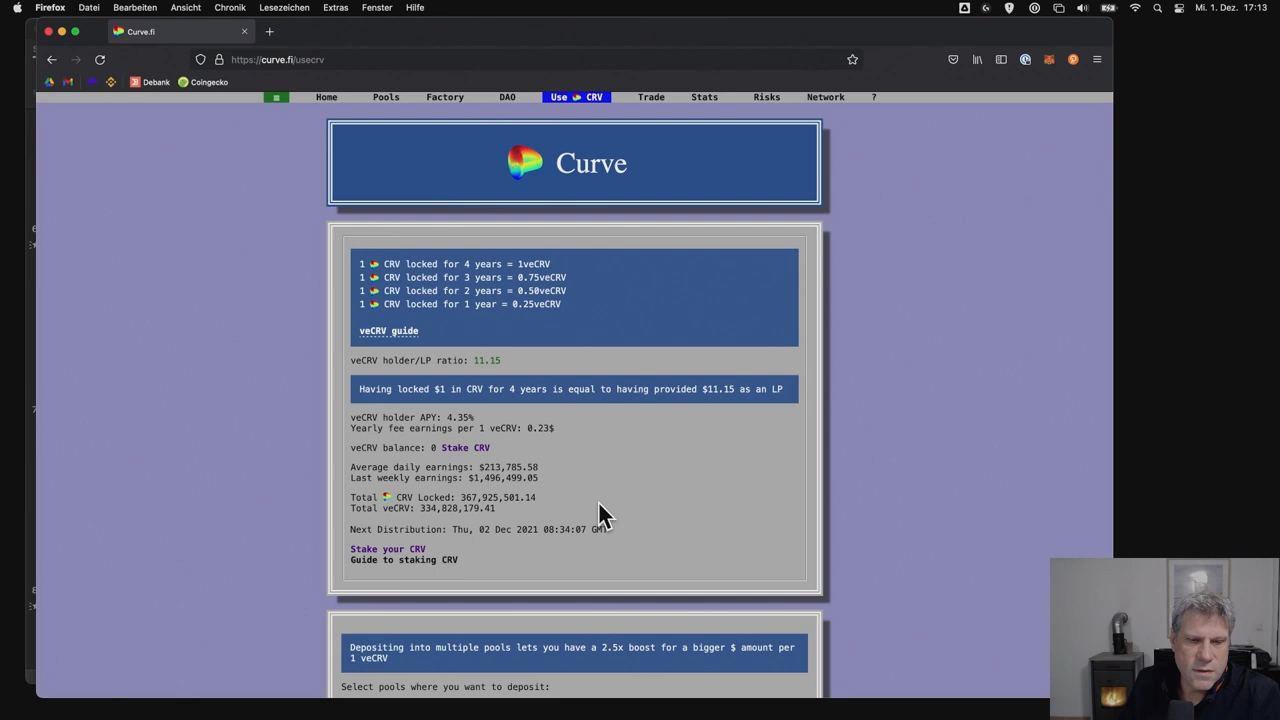 Firefox Datei Bearbeiten Ansicht Chronik Lesezeichen Extras Fenster Hilfe Mi. 1. Dez. 17:13
Curve.fi
https://curve.fi/usecrv
Debank Coingecko
Home Pools Factory DAO Use CRV Trade Stats Risks Network ?
Curve
1 CRV locked for 4 years = 1veCRV
1 CRV locked for 3 years = 0.75veCRV
1 CRV locked for 2 years = 0.50veCRV
1 CRV locked for 1 year = 0.25veCRV
veCRV guide
veCRV holder/LP ratio: 11.15
Having locked $1 in CRV for 4 years is equal to having provided $11.15 as an LP
veCRV holder APY: 4.35%
Yearly fee earnings per 1 veCRV: 0.23$
veCRV balance: 0 Stake CRV
Average daily earnings: $213,785.58
Last weekly earnings: $1,496,499.05
Total CRV Locked: 367,925,501.14
Total veCRV: 334,828,179.41
Next Distribution: Thu, 02 Dec 2021 08:34:07
Stake your CRV
Guide to staking CRV
Depositing into multiple pools lets you have a 2.5x boost for a bigger $ amount per
1 veCRV
Select pools where you want to deposit: